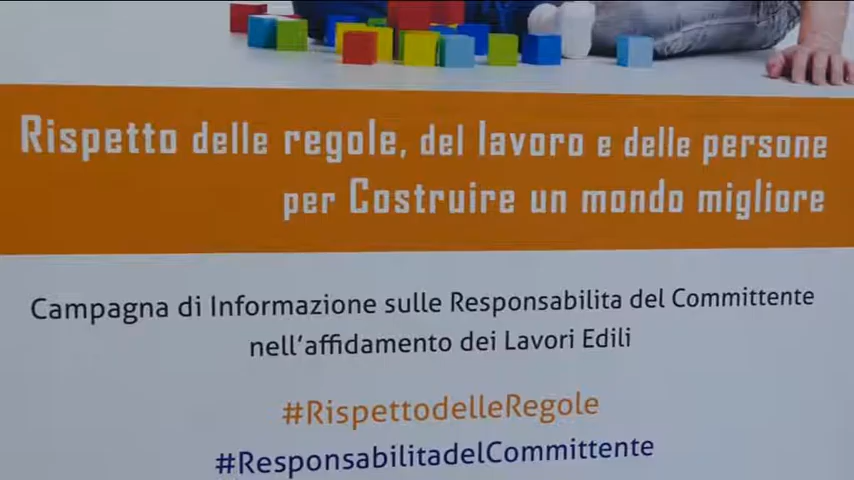 Rispetto delle regole, del lavoro e delle persone
per Costruire un mondo migliore
Campagna di Informazione sulle Responsabilita del Committente
nell'affidamento dei Lavori Edili
#RispettodelleRegole
#ResponsabilitadelCommittente